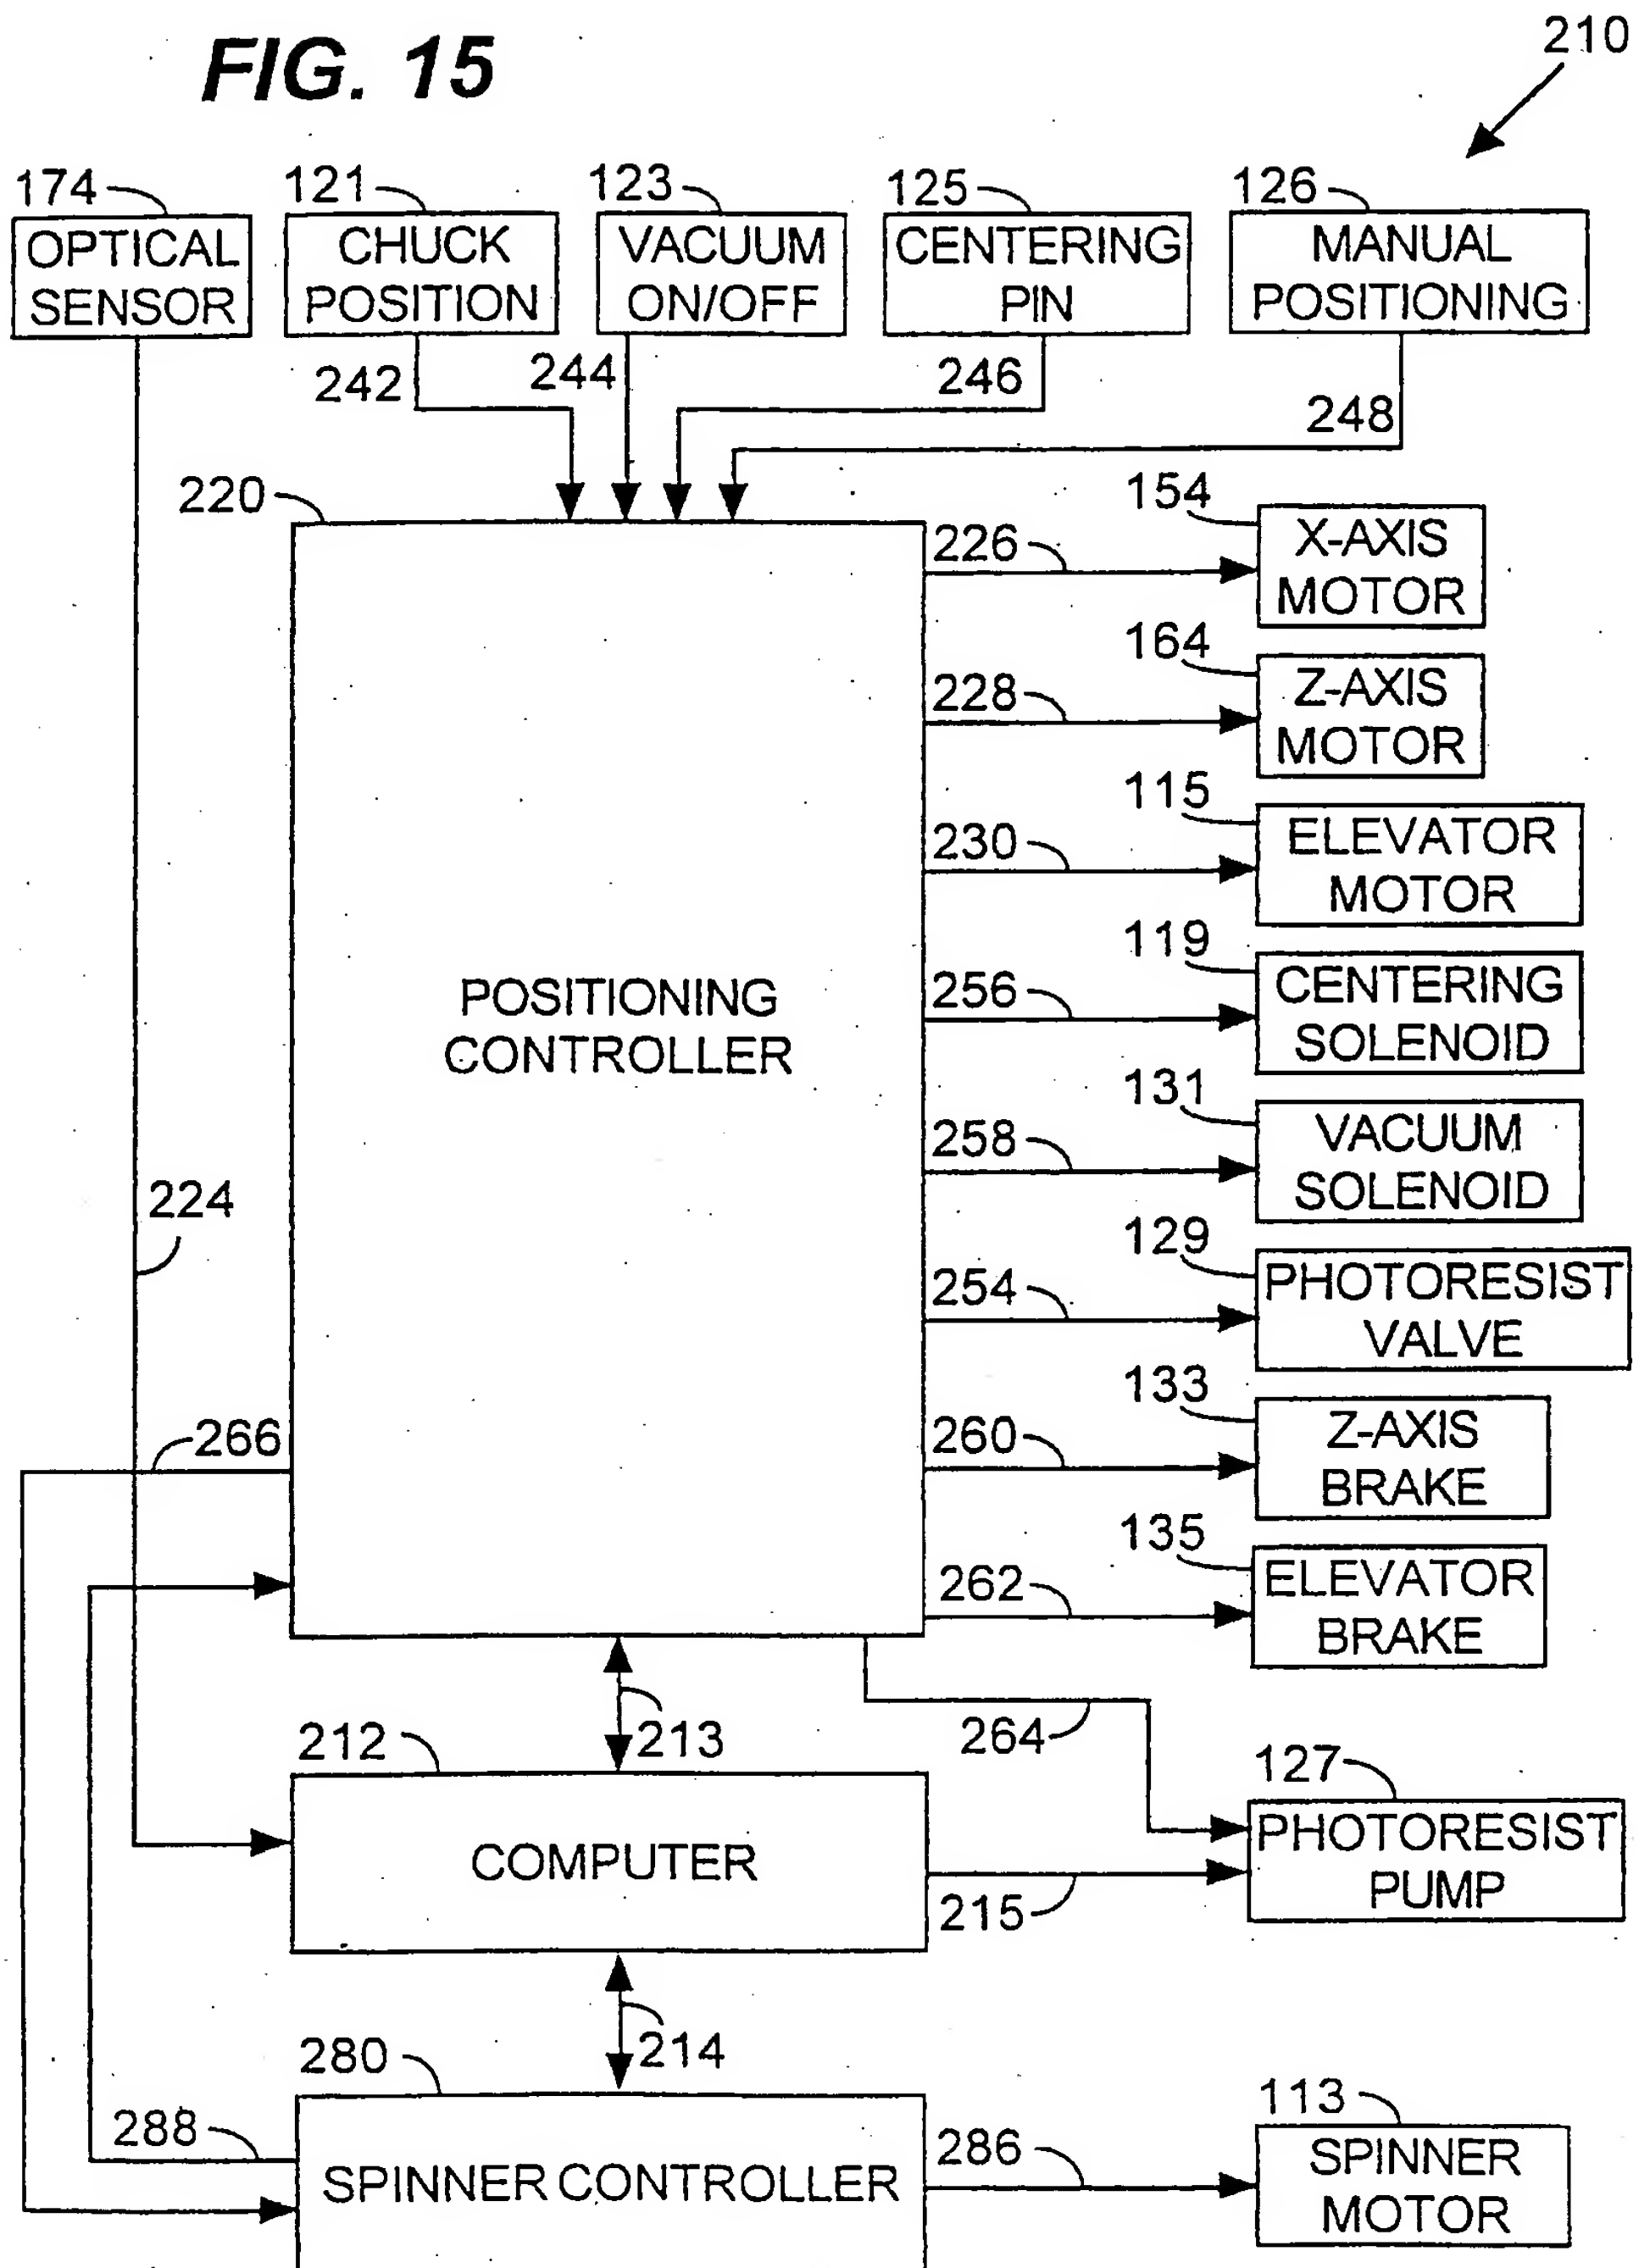 FIG. 15
210
174
121
123
125
126
OPTICAL
SENSOR
CHUCK
POSITION
VACUUM
ON/OFF
CENTERING
PIN
MANUAL
POSITIONING
242
244
246
248
220
POSITIONING
CONTROLLER
226
154
X-AXIS
MOTOR
228
164
Z-AXIS
MOTOR
230
115
ELEVATOR
MOTOR
256
119
CENTERING
SOLENOID
258
131
VACUUM
SOLENOID
224
254
129
PHOTORESIST
VALVE
266
260
133
Z-AXIS
BRAKE
262
135
ELEVATOR
BRAKE
213
264
212
COMPUTER
215
127
PHOTORESIST
PUMP
214
280
288
SPINNER CONTROLLER
286
113
SPINNER
MOTOR